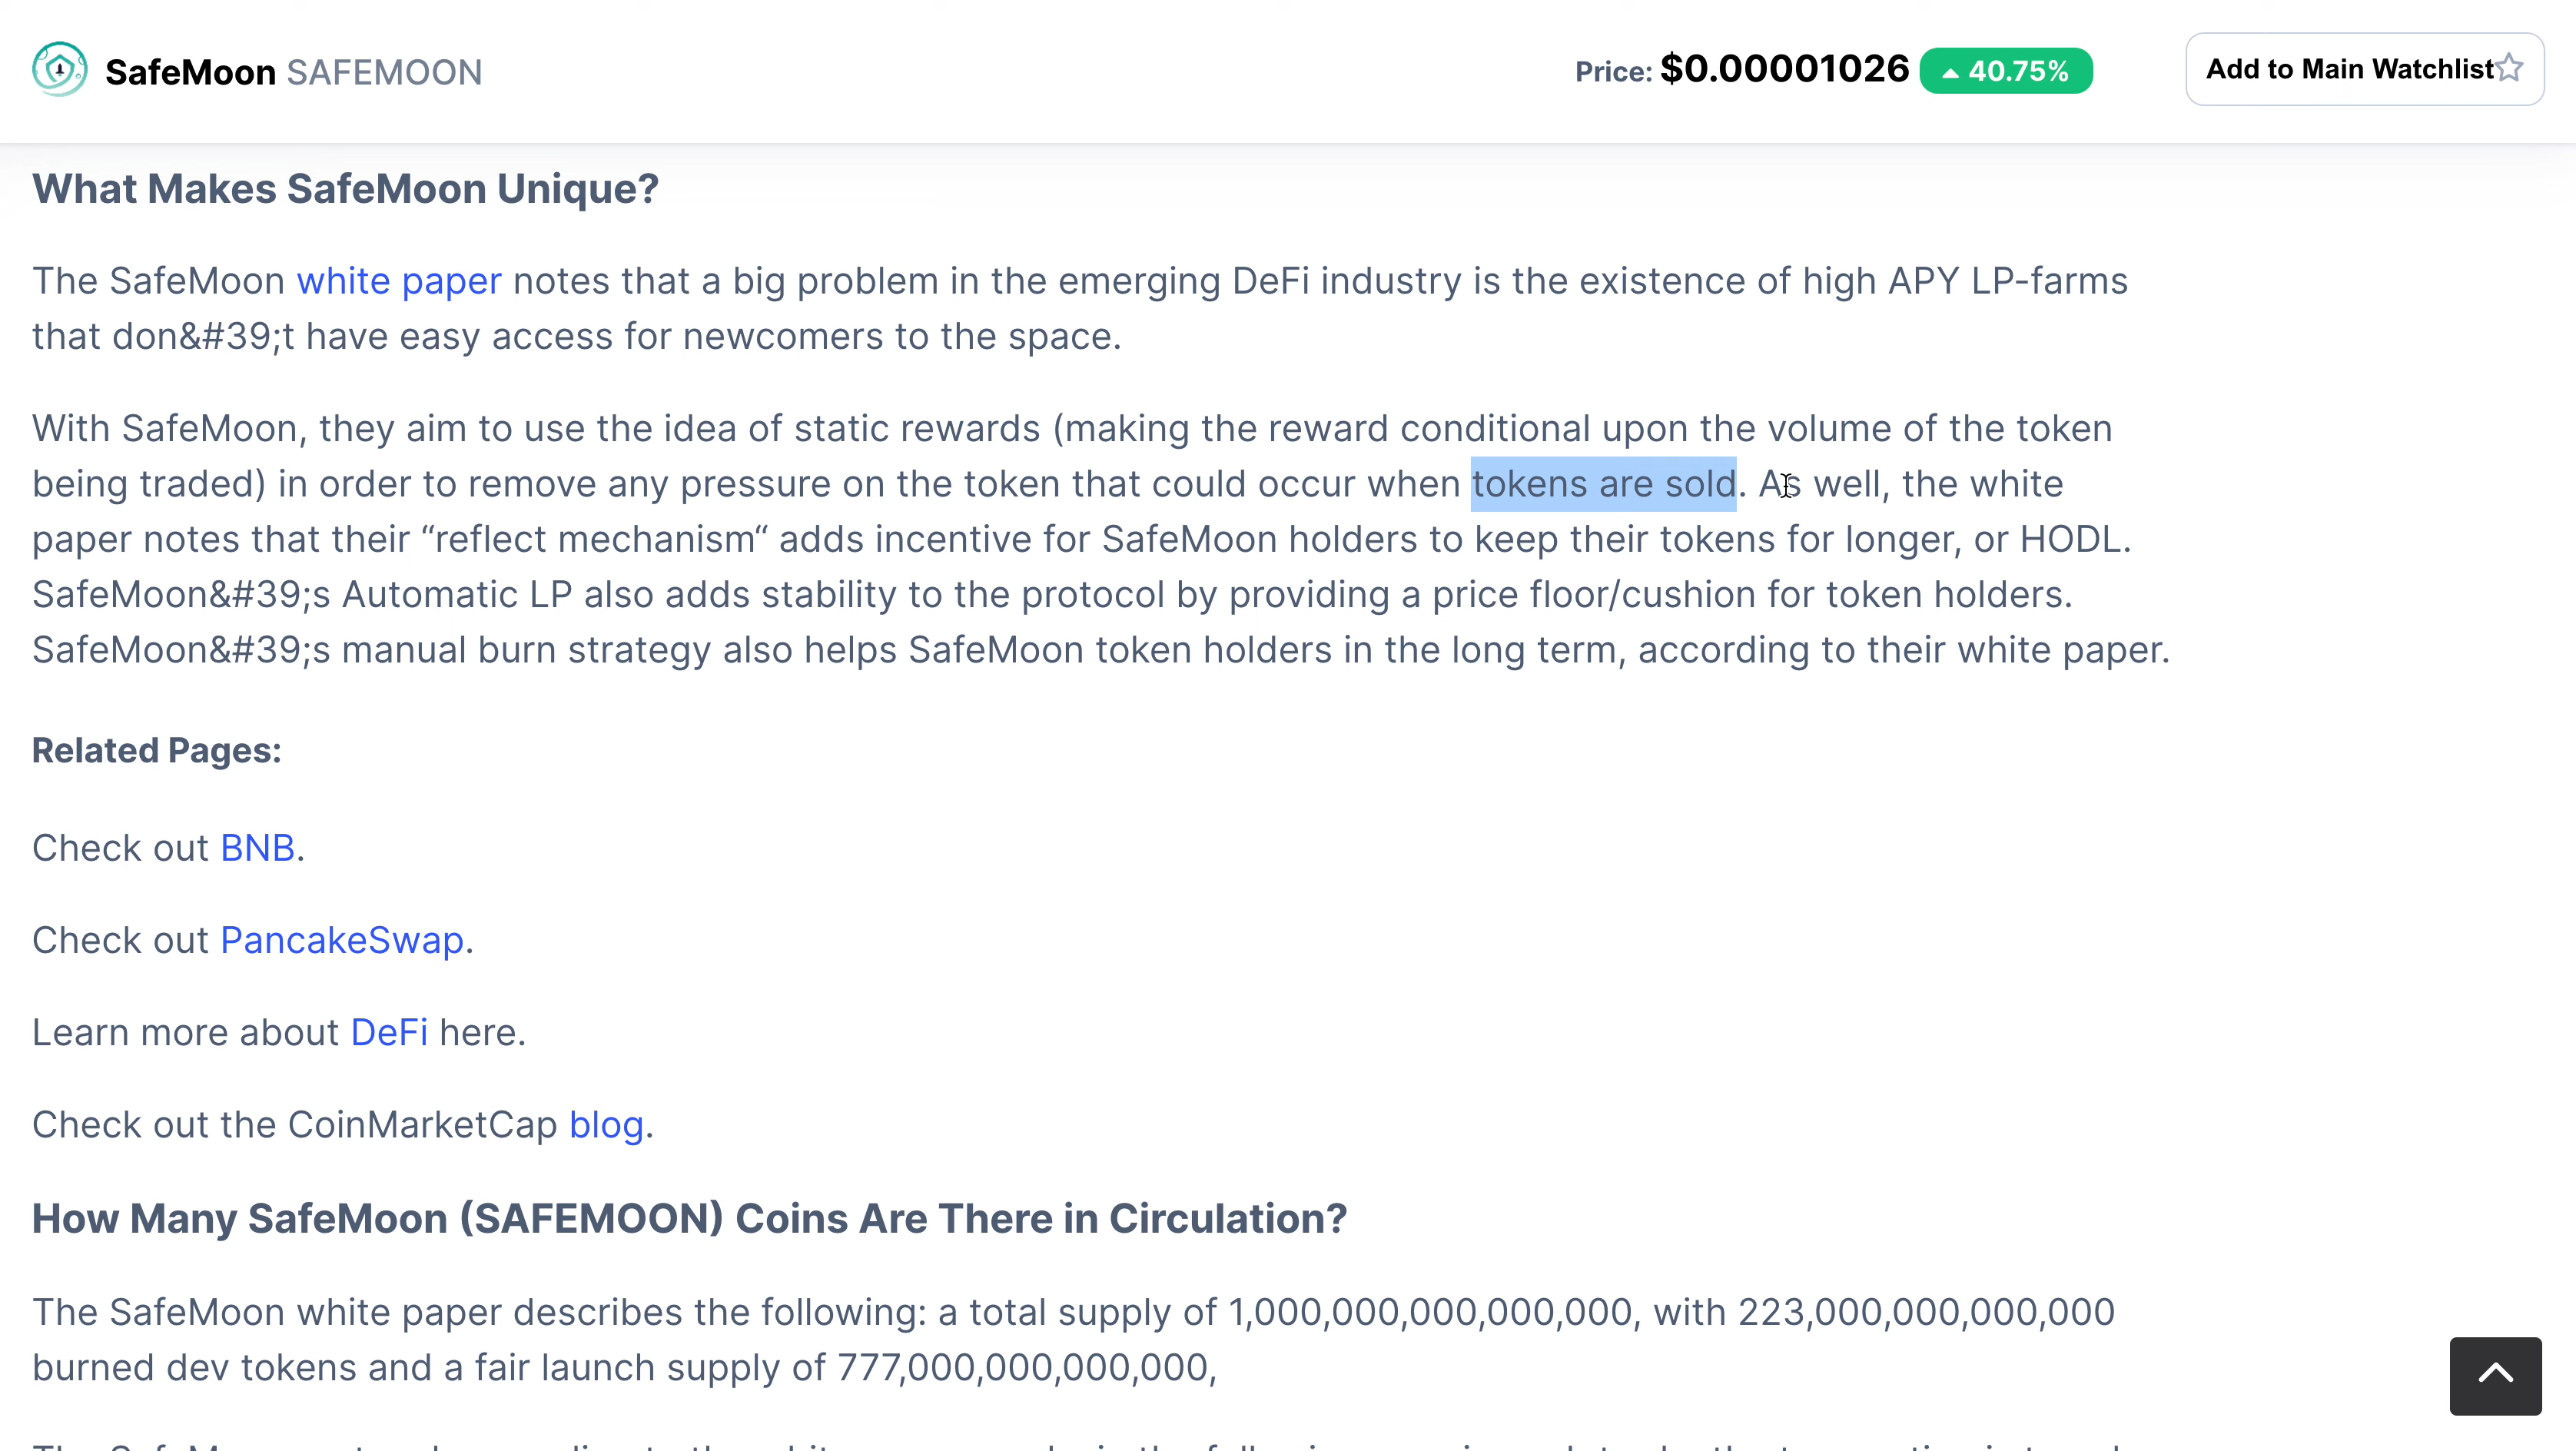 SafeMoon SAFEMOON
Price: $0.00001026 40.75%
Add to Main Watchlist
What Makes SafeMoon Unique?
The SafeMoon white paper notes that a big problem in the emerging DeFi industry is the existence of high APY LP-farms
that don&#39;t have easy access for newcomers to the space.
With SafeMoon, they aim to use the idea of static rewards (making the reward conditional upon the volume of the token
being traded) in order to remove any pressure on the token that could occur when tokens are sold. As well, the white
paper notes that their “reflect mechanism“ adds incentive for SafeMoon holders to keep their tokens for longer, or HODL.
SafeMoon&#39;s Automatic LP also adds stability to the protocol by providing a price floor/cushion for token holders.
SafeMoon&#39;s manual burn strategy also helps SafeMoon token holders in the long term, according to their white paper.
Related Pages:
Check out BNB.
Check out PancakeSwap.
Learn more about DeFi here.
Check out the CoinMarketCap blog.
How Many SafeMoon (SAFEMOON) Coins Are There in Circulation?
The SafeMoon white paper describes the following: a total supply of 1,000,000,000,000,000, with 223,000,000,000,000
burned dev tokens and a fair launch supply of 777,000,000,000,000,